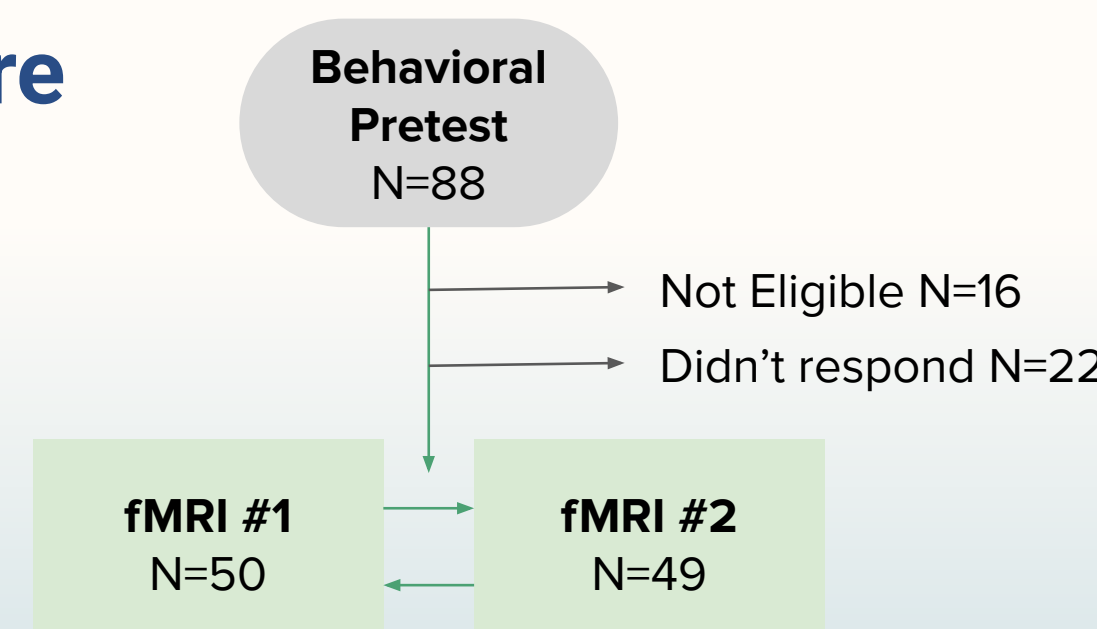 re
Behavioral
Pretest
N=88
Not Eligible N=16
Didn’t respond N=22
fMRI #1
N=50
fMRI #2
N=49